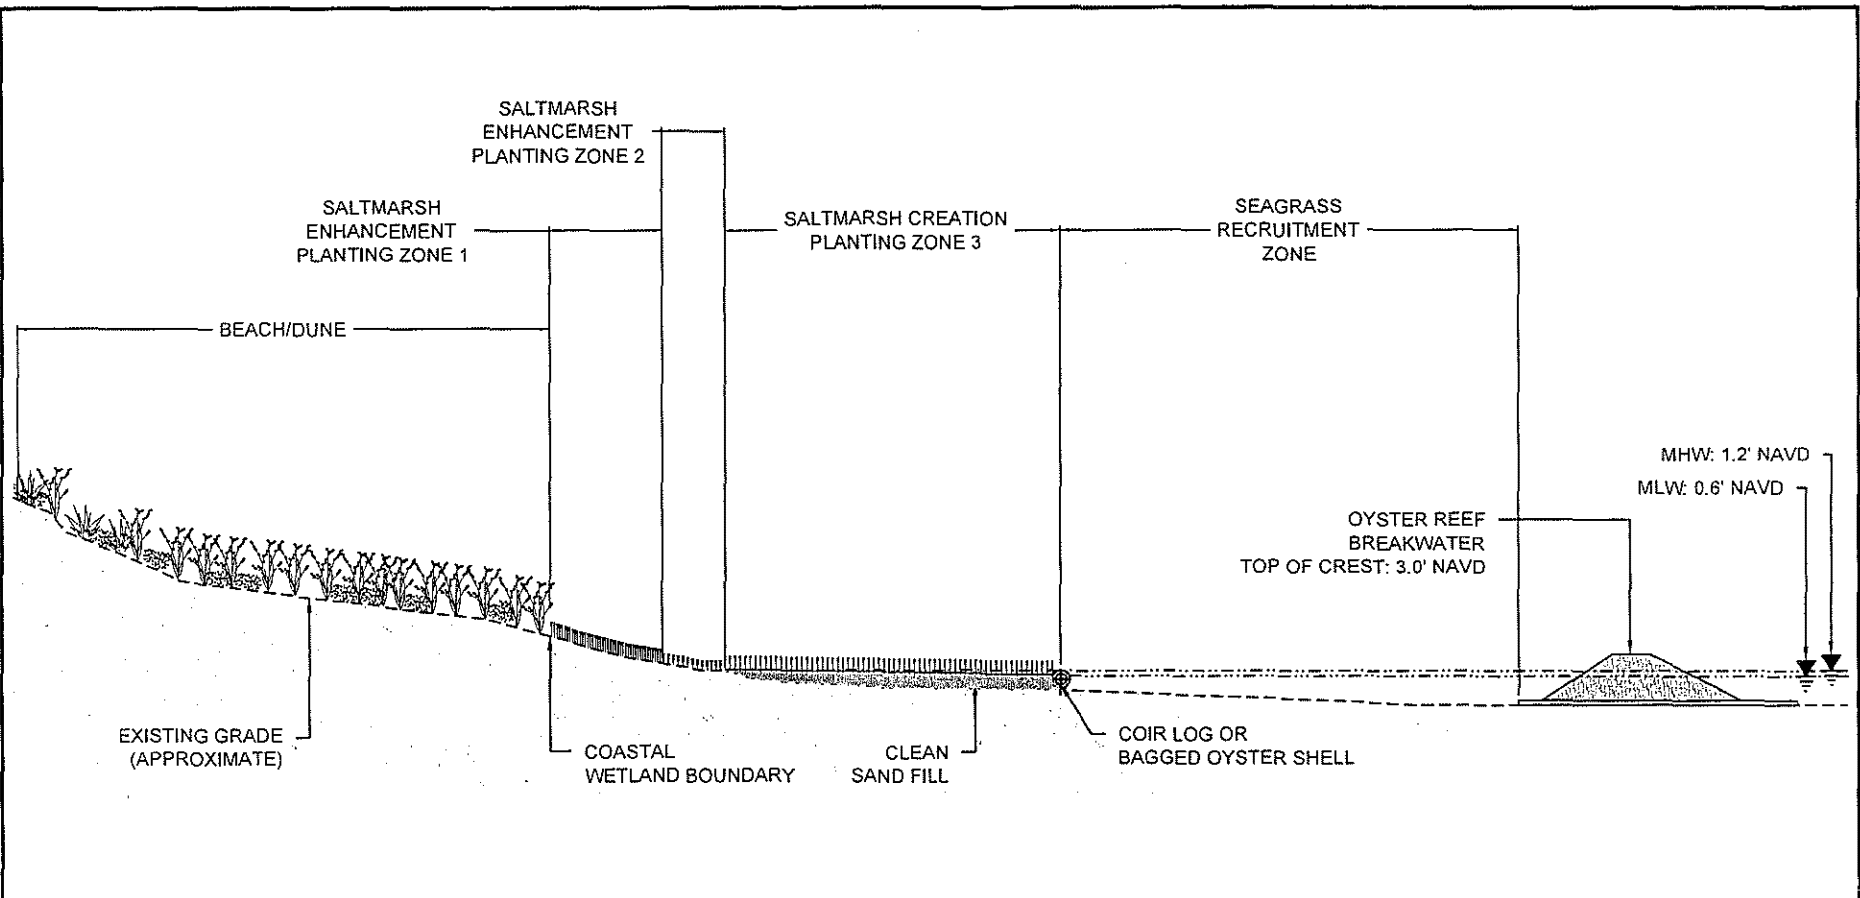 SALTMARSH
ENHANCEMENT
PLANTING ZONE 2
SALTMARSH
ENHANCEMENT
PLANTING ZONE 1
SALTMARSH CREATION
PLANTING ZONE 3
SEAGRASS
RECRUITMENT
ZONE
BEACH/DUNE
MHW: 1.2' NAVD
MLW: 0.6' NAVD
OYSTER REEF
BREAKWATER
TOP OF CREST: 3.0' NAVD
EXISTING GRADE
(APPROXIMATE)
COASTAL
WETLAND BOUNDARY
CLEAN
SAND FILL
COIR LOG OR
BAGGED OYSTER SHELL